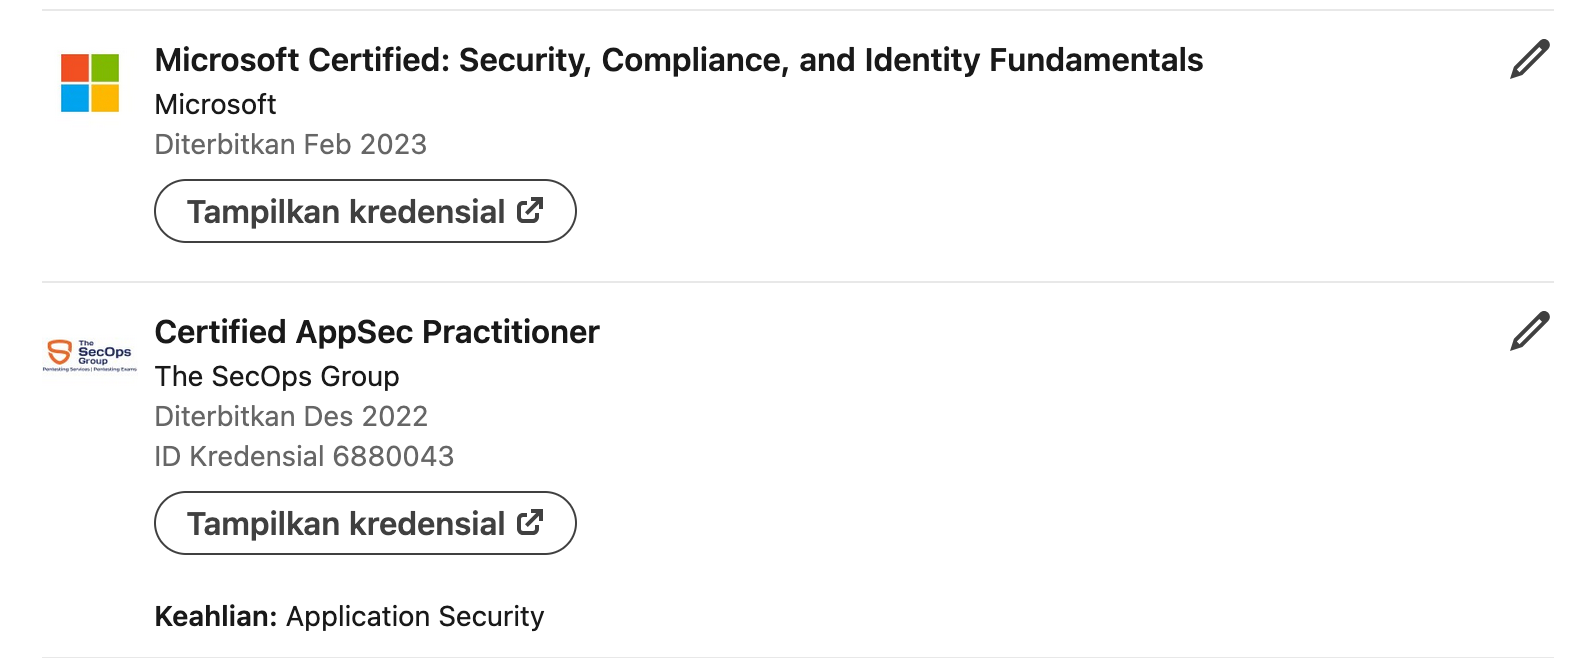 Microsoft Certified: Security, Compliance, and Identity Fundamentals
Microsoft
Diterbitkan Feb 2023
Tampilkan kredensial
The
SecOps
Group
Pentesting Services | Pentesting Exams
Certified AppSec Practitioner
The SecOps Group
Diterbitkan Des 2022
ID Kredensial 6880043
Tampilkan kredensial
Keahlian: Application Security